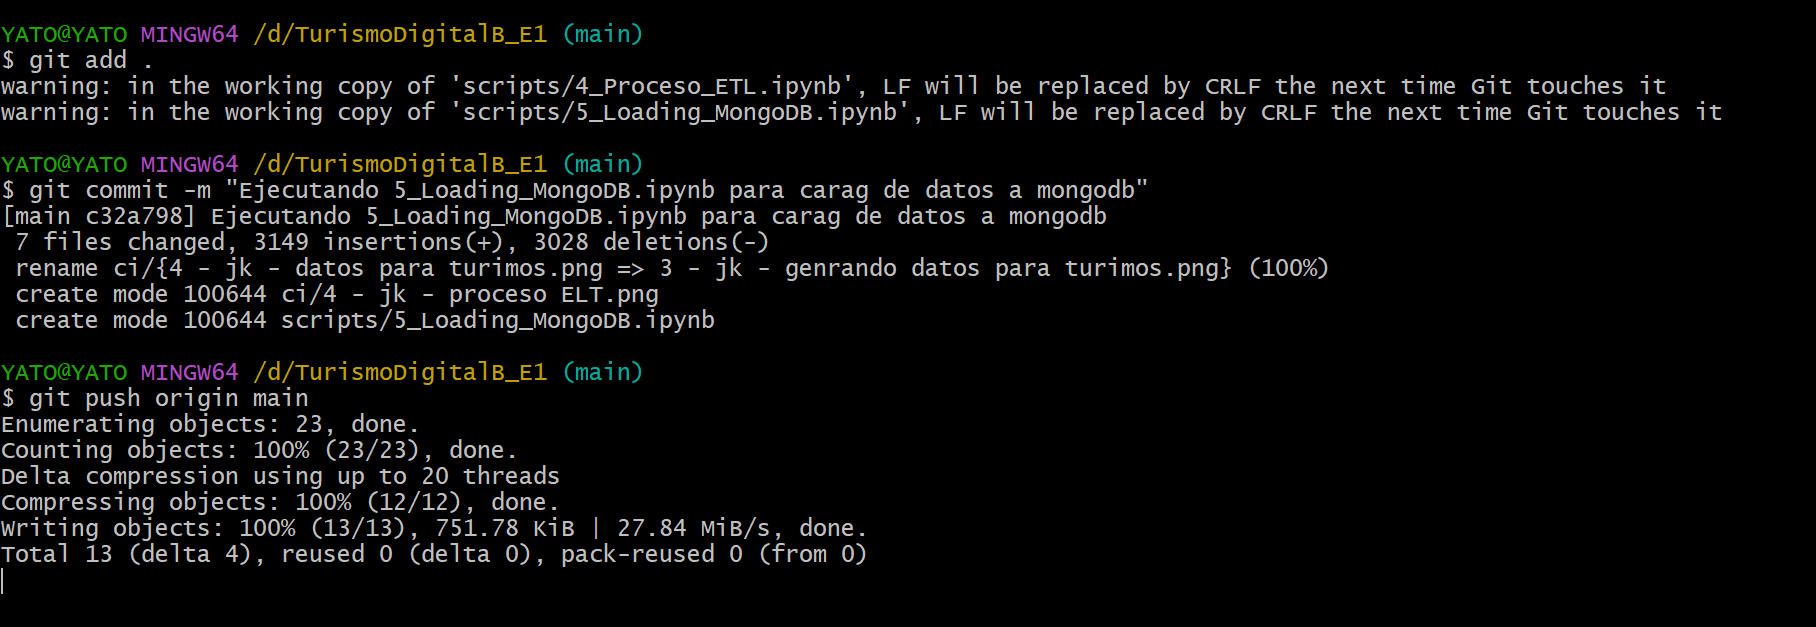 YATO@YATO MINGW64 /d/TurismoDigitalB_E1 (main)
$ git add .
warning: in the working copy of 'scripts/4_Proceso_ETL.ipynb', LF will be replaced by CRLF the next time Git touches it
warning: in the working copy of 'scripts/5_Loading_MongoDB.ipynb', LF will be replaced by CRLF the next time Git touches it
YATO@YATO MINGW64 /d/TurismoDigitalB_E1 (main)
$ git commit -m "Ejecutando 5_Loading_MongoDB.ipynb para carag de datos a mongodb"
[main c32a798] Ejecutando 5_Loading_MongoDB.ipynb para carag de datos a mongodb
 7 files changed, 3149 insertions(+), 3028 deletions(-)
 rename ci/{4 - jk - datos para turimos.png => 3 - jk - genrando datos para turimos.png} (100%)
 create mode 100644 ci/4 - jk - proceso ELT.png
 create mode 100644 scripts/5_Loading_MongoDB.ipynb
YATO@YATO MINGW64 /d/TurismoDigitalB_E1 (main)
$ git push origin main
Enumerating objects: 23, done.
Counting objects: 100% (23/23), done.
Delta compression using up to 20 threads
Compressing objects: 100% (12/12), done.
Writing objects: 100% (13/13), 751.78 KiB | 27.84 MiB/s, done.
Total 13 (delta 4), reused 0 (delta 0), pack-reused 0 (from 0)